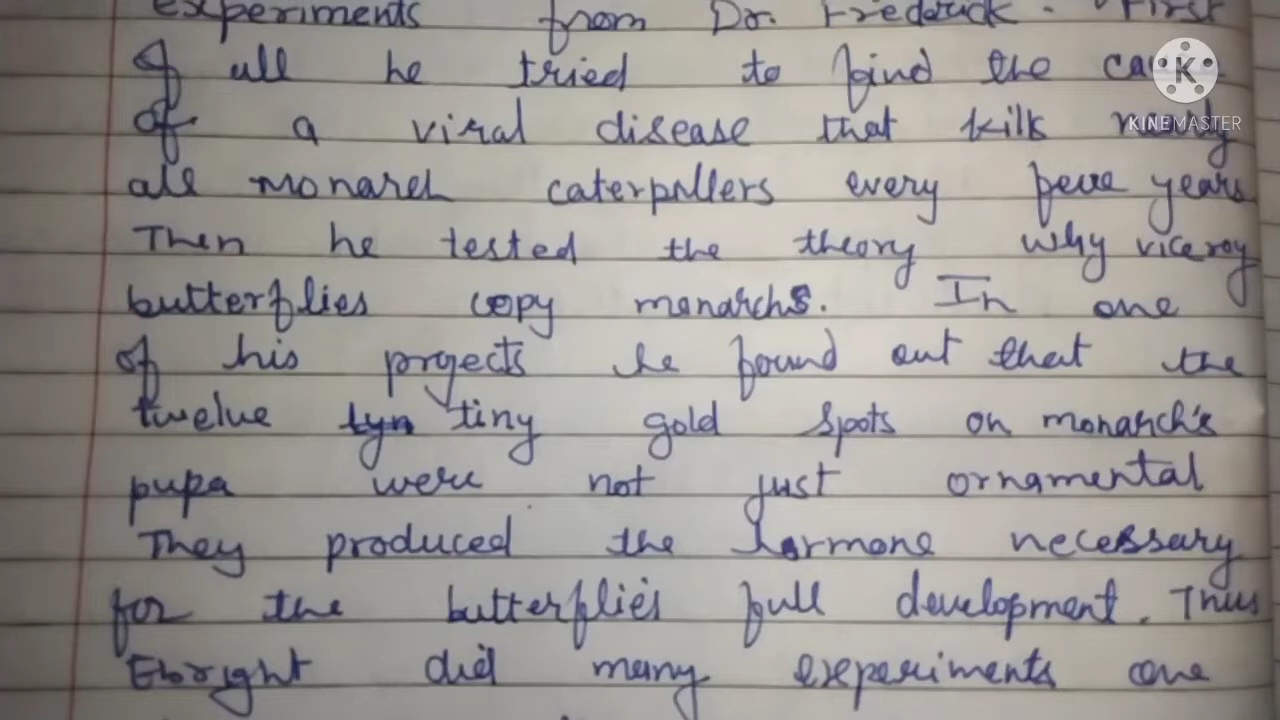 experiments from Dr. Frederick. First
of all he tried to find the
of a viral disease that kills nearly
all monarch caterpillers every feue years
Then he tested the theory why viceroy
butterflies copy monarchs. In one
of his projects he found out that the
twelve tyn tiny gold spots on monarch's
pupa were not just ornamental
They produced the hormone necessary
for the butterflies full development. Thus
Ebright did many experiments one
K
KINEMASTER